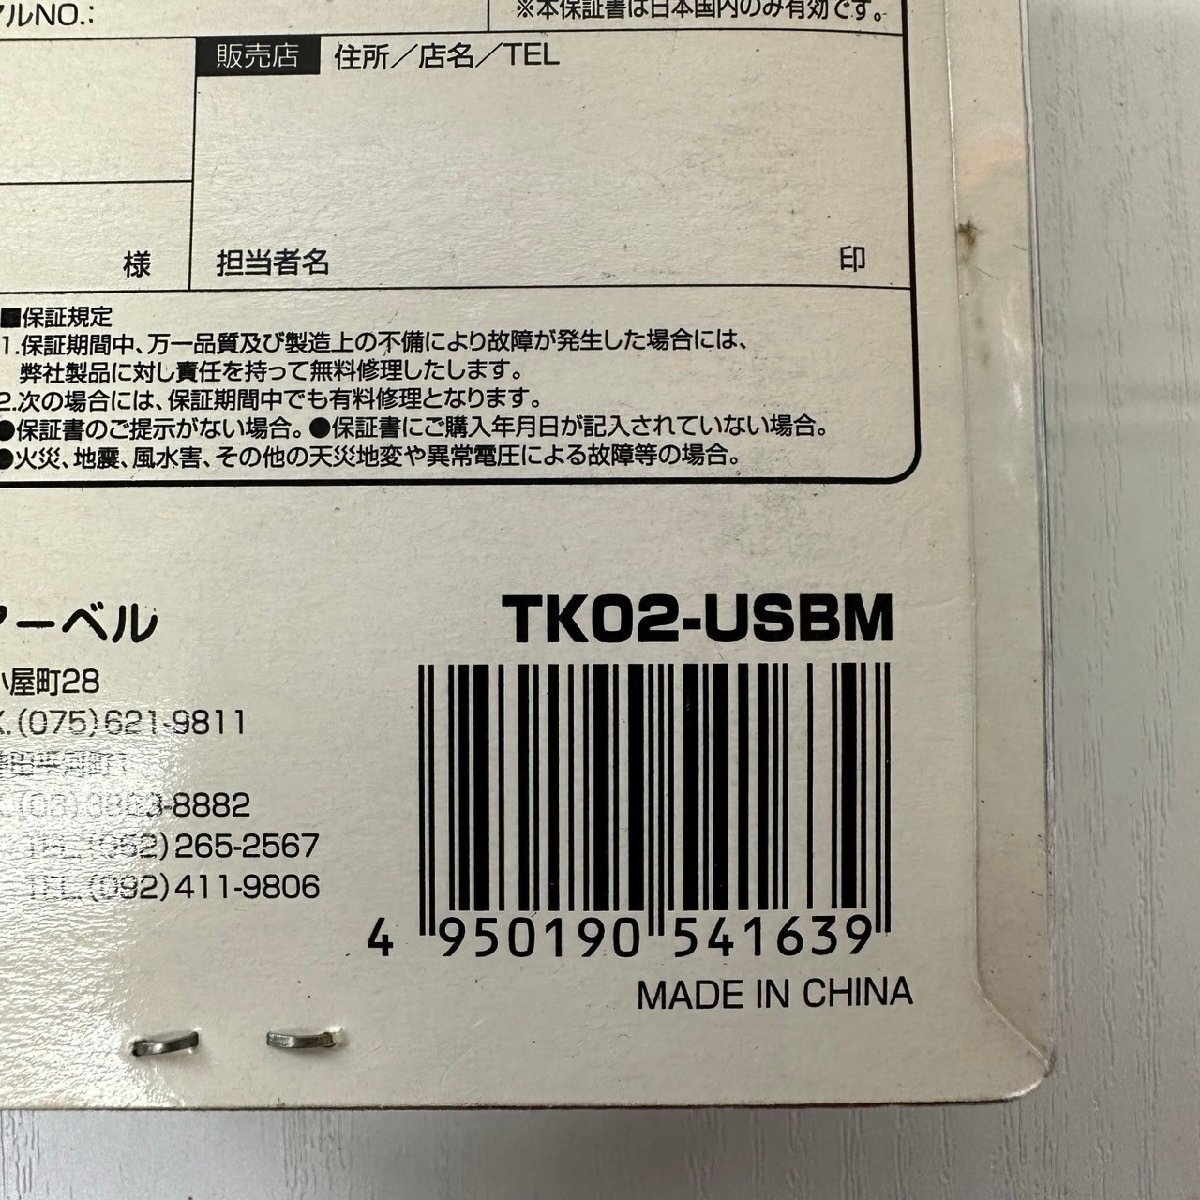 ルNO.:
※本保証書は日本国内のみ有効です。
販売店 住所/店名/TEL
様
担当者名
印
■保証規定
1.保証期間中、万一品質及び製造上の不備により故障が発生した場合には、
弊社製品に対し責任を持って無料修理したします。
2.次の場合には、保証期間中でも有料修理となります。
●保証書のご提示がない場合。●保証書にご購入年月日が記入されていない場合。
●火災、地震、風水害、その他の天災地変や異常電圧による故障等の場合。
アーベル
TK02-USBM
小屋町28
X.(075)621-9811
-8882
TEL.(052)265-2567
TEL.(092)411-9806
4 950190 541639
MADE IN CHINA